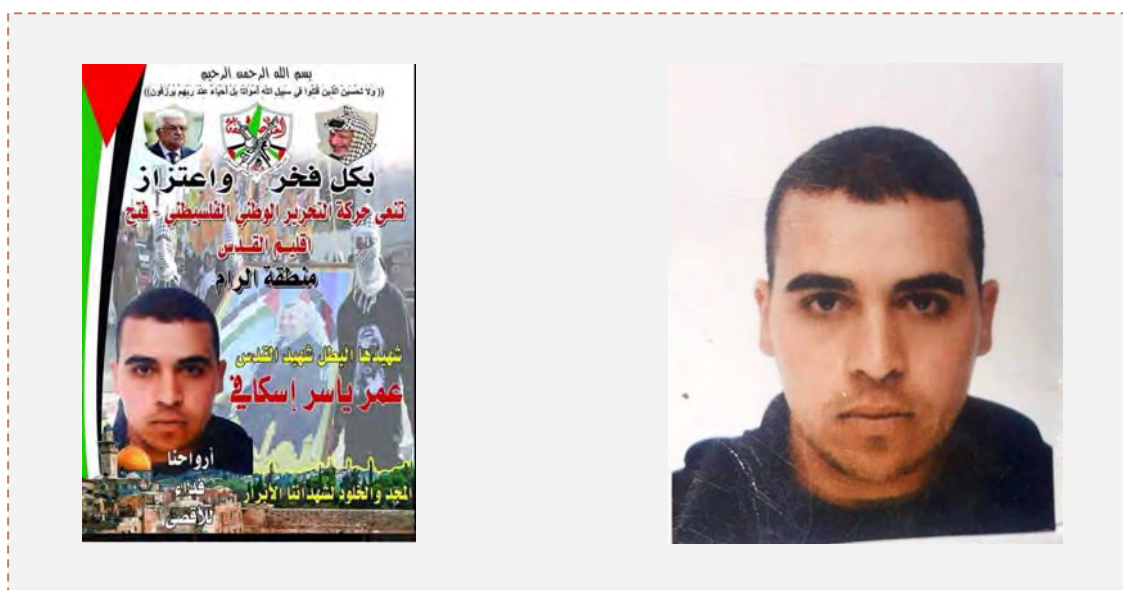 بسم الله الرحمن الرحيم
((ولا تحسبن الذين قتلوا في سبيل الله أمواتا بل أحياء عند ربهم يرزقون))
العاصفة
بكل فخر واعتزاز
تنعى حركة التحرير الوطني الفلسطيني - فتح
اقليم القدس
منطقة الرام
شهيدها البطل شهيد القدس
عمر ياسر إسكافي
أرواحنا
فداء
للأقصى
المجد والخلود لشهدائنا الأبرار